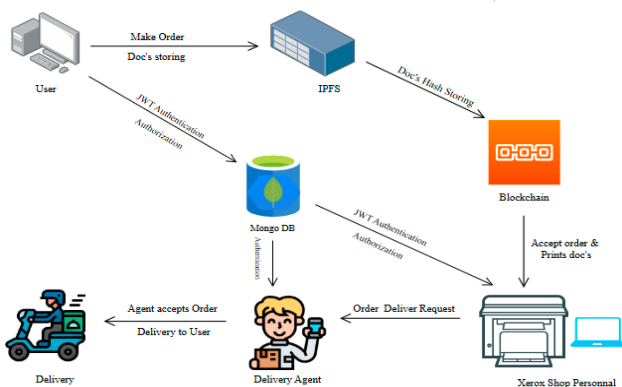 Make Order
Doc's storing
User
IPFS
Doc's Hash Storing
JWT Authentication
Authorization
Blockchain
Mongo DB
JWT Authentication
Authorization
Accept order &
Prints doc's
Authorization
Agent accepts Order
Delivery to User
Order Deliver Request
Delivery
Delivery Agent
Xerox Shop Personnal